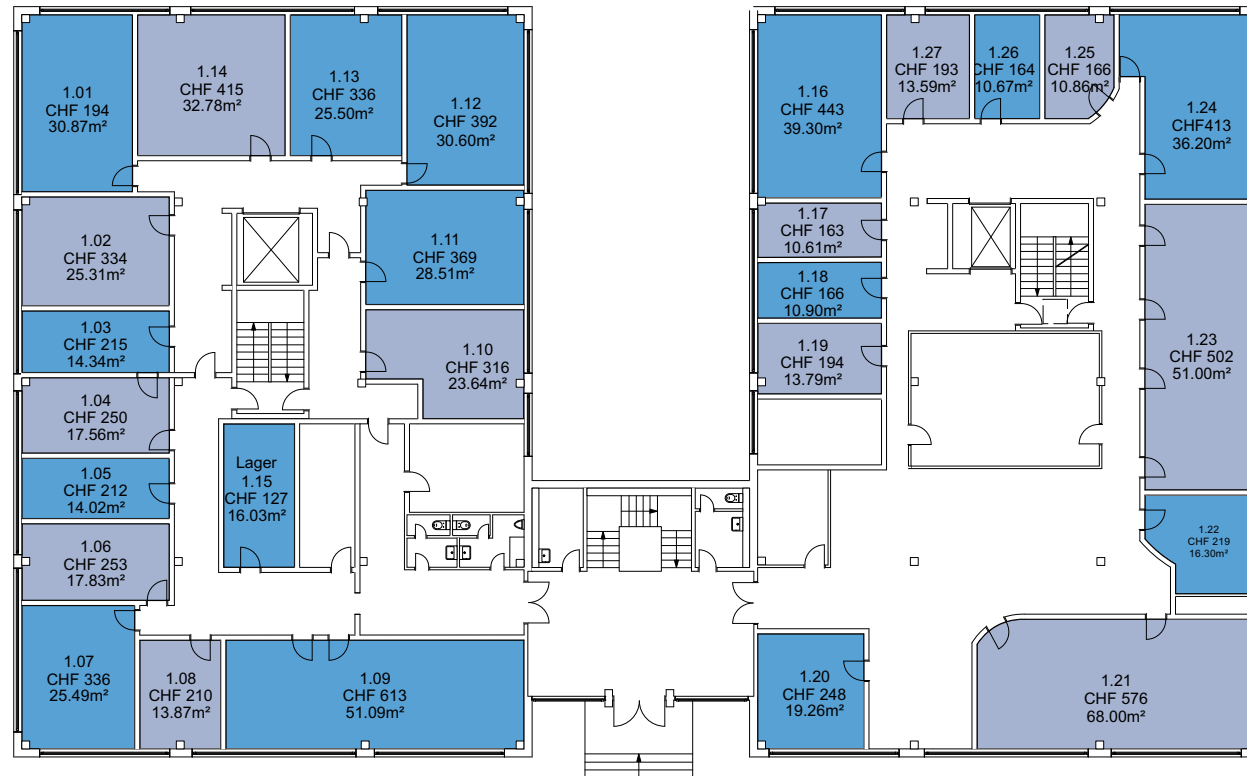 1.01
CHF 194
30.87m²
1.14
CHF 415
32.78m²
1.13
CHF 336
25.50m²
1.12
CHF 392
30.60m²
1.02
CHF 334
25.31m²
1.11
CHF 369
28.51m²
1.03
CHF 215
14.34m²
1.10
CHF 316
23.64m²
1.04
CHF 250
17.56m²
1.05
CHF 212
14.02m²
Lager
1.15
CHF 127
16.03m²
1.06
CHF 253
17.83m²
1.07
CHF 336
25.49m²
1.08
CHF 210
13.87m²
1.09
CHF 613
51.09m²
1.16
CHF 443
39.30m²
1.27
CHF 193
13.59m²
1.26
CHF 164
10.67m²
1.25
CHF 166
10.86m²
1.24
CHF413
36.20m²
1.17
CHF 163
10.61m²
1.18
CHF 166
10.90m²
1.19
CHF 194
13.79m²
1.23
CHF 502
51.00m²
1.22
CHF 219
16.30m²
1.20
CHF 248
19.26m²
1.21
CHF 576
68.00m²